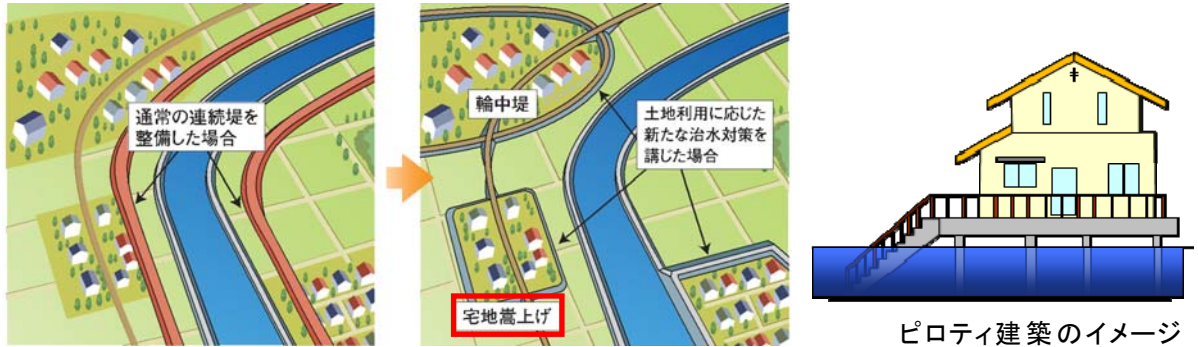 通常の連続堤を
整備した場合
輪中堤
土地利用に応じた
新たな治水対策を
講じた場合
宅地嵩上げ
ピロティ建築のイメージ